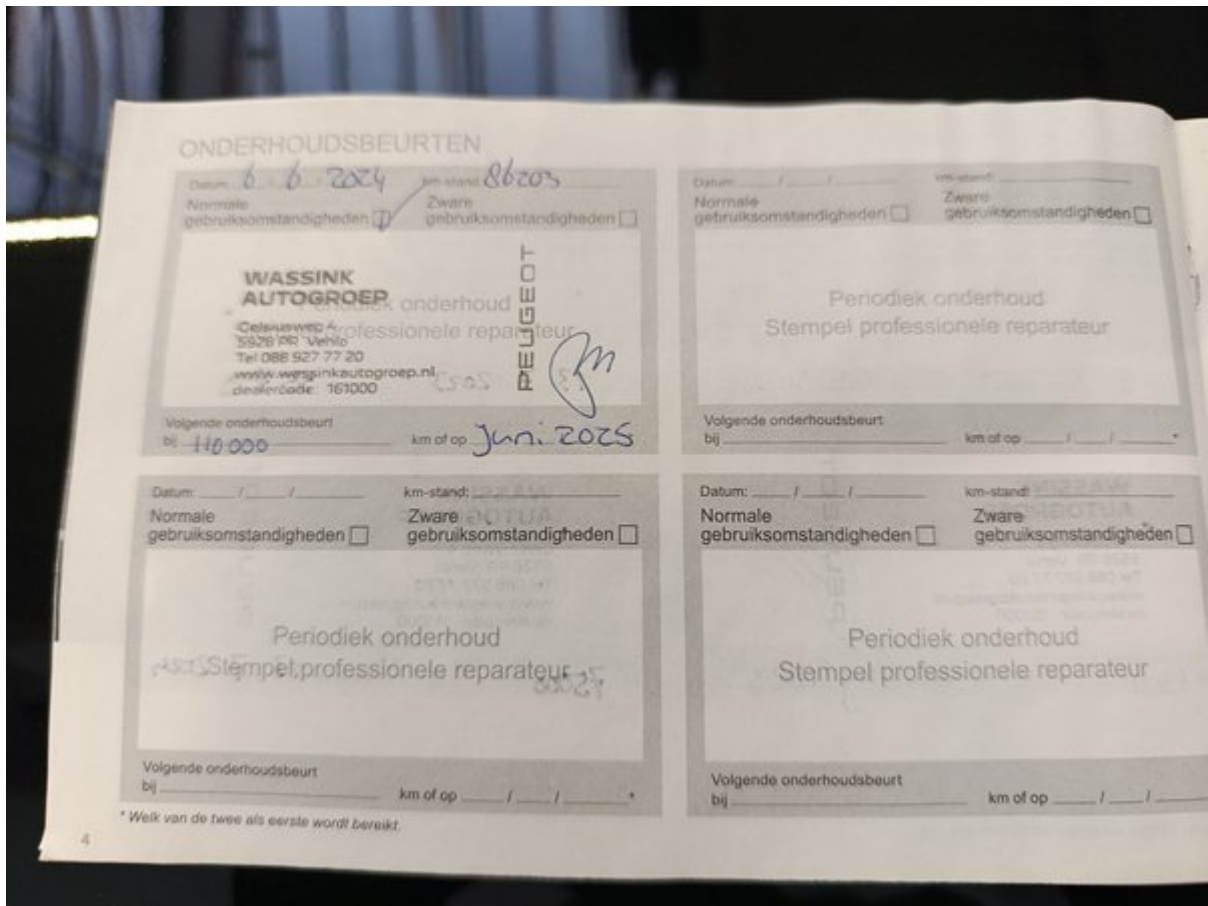 ONDERHOUDSBEURTEN
Datum: 6 6 2024 km-stand: 86203
Normale gebruiksomstandigheden Zware gebruiksomstandigheden
WASSINK
AUTOGROEP
Periodiek onderhoud
Stempel professionele reparateur
Celsiusweg 4
5928 PR Venlo
Tel 088 927 77 20
www.wassinkautogroep.nl
dealercode: 161000
PEUGEOT
Volgende onderhoudsbeurt
bij 110 000 km of op Juni 2025
Datum: / / km-stand:
Normale gebruiksomstandigheden Zware gebruiksomstandigheden
Periodiek onderhoud
Stempel professionele reparateur
Volgende onderhoudsbeurt
bij km of op / / *
Datum: / / km-stand:
Normale gebruiksomstandigheden Zware gebruiksomstandigheden
Periodiek onderhoud
Stempel professionele reparateur
Volgende onderhoudsbeurt
bij km of op / / *
Datum: / / km-stand:
Normale gebruiksomstandigheden Zware gebruiksomstandigheden
Periodiek onderhoud
Stempel professionele reparateur
Volgende onderhoudsbeurt
bij km of op / /
* Welk van de twee als eerste wordt bereikt.
4